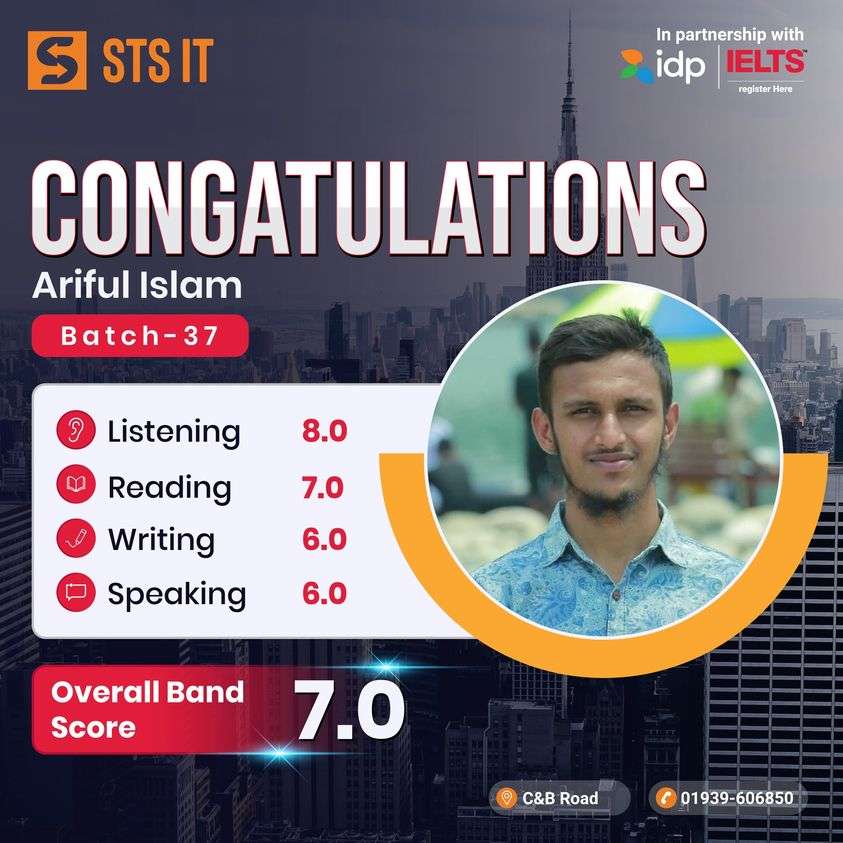 STS IT
In partnership with
idp | IELTS™
register Here
CONGATULATIONS
Ariful Islam
Batch-37
Listening 8.0
Reading 7.0
Writing 6.0
Speaking 6.0
Overall Band
Score
7.0
C&B Road
01939-606850